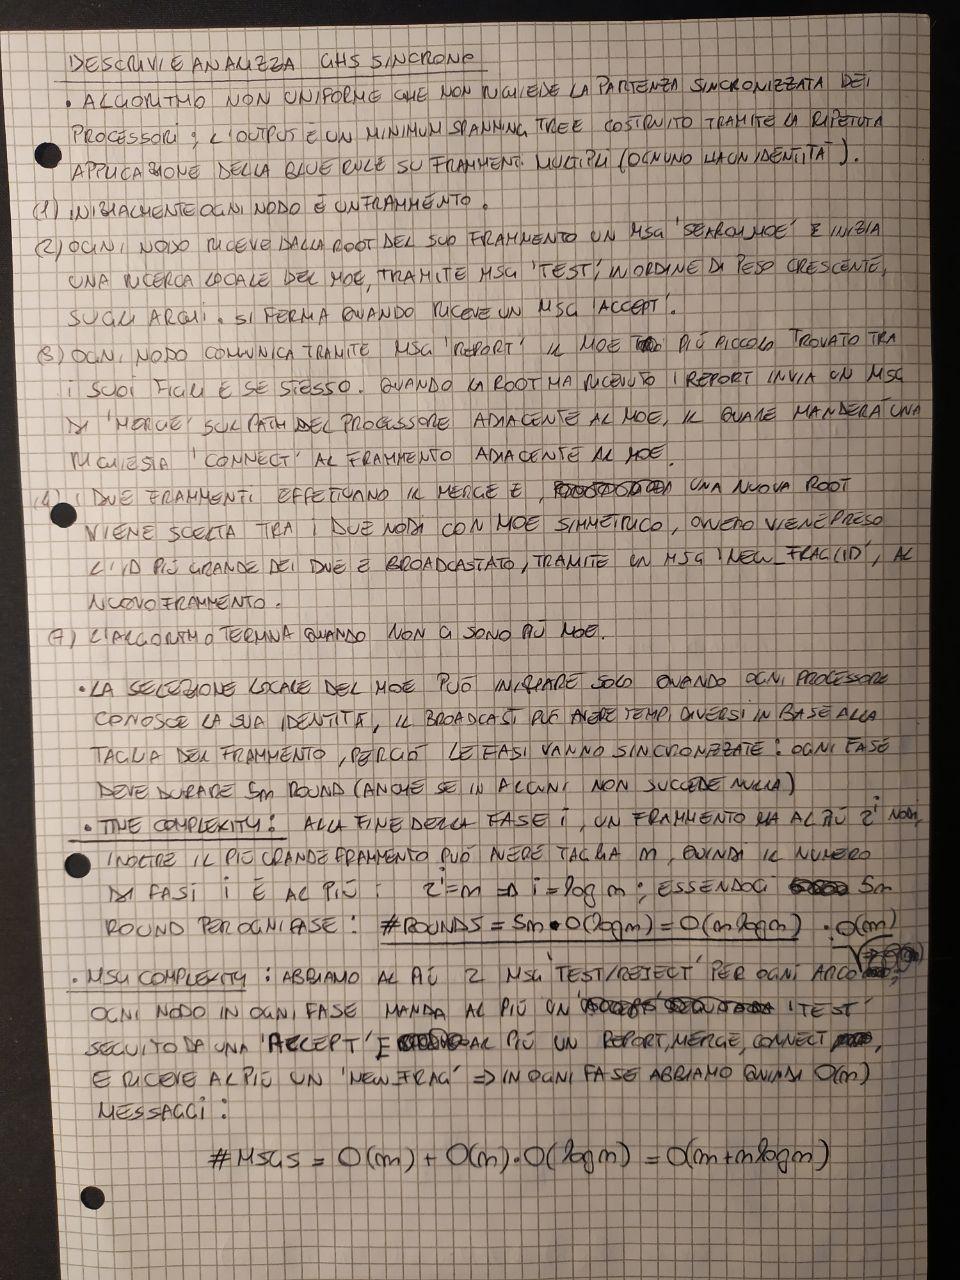 DESCRIVI E ANALIZZA GHS SINCRONO
• ALGORITMO NON UNIFORME CHE NON RICHIEDE LA PARTENZA SINCRONIZZATA DEI
PROCESSORI; L'OUTPUT È UN MINIMUM SPANNING TREE COSTRUITO TRAMITE LA RIPETUTA
APPLICAZIONE DELLA BLUE RULE SU FRAMMENTI MULTIPLI (OGNUNO HA UN IDENTITÀ).
(1) INIZIALMENTE OGNI NODO È UN FRAMMENTO.
(2) OGNI NODO RICEVE DALLA ROOT DEL SUO FRAMMENTO UN MSG 'SEARCH_MOE' E INIZIA
UNA RICERCA LOCALE DEL MOE, TRAMITE MSG 'TEST', IN ORDINE DI PESO CRESCENTE,
SUGLI ARCHI. SI FERMA QUANDO RICEVE UN MSG 'ACCEPT'.
(3) OGNI NODO COMUNICA TRAMITE MSG 'REPORT' IL MOE PIÙ PICCOLO TROVATO TRA
I SUOI FIGLI E SE STESSO. QUANDO LA ROOT HA RICEVUTO I REPORT INVIA UN MSG
DI 'MERGE' SUL PATH DEL PROCESSORE ADIACENTE AL MOE, IL QUALE MANDERÀ UNA
RICHIESTA 'CONNECT' AL FRAMMENTO ADIACENTE AL MOE.
(4) I DUE FRAMMENTI EFFETTUANO IL MERGE E, UNA NUOVA ROOT
VIENE SCELTA TRA I DUE NODI CON MOE SIMMETRICO, OVVERO VIENE PRESO
L'ID PIÙ GRANDE DEI DUE E BROADCASTATO, TRAMITE UN MSG 'NEW_FRAG(ID)', AL
NUOVO FRAMMENTO.
(7) L'ALGORITMO TERMINA QUANDO NON CI SONO PIÙ MOE.
• LA SELEZIONE LOCALE DEL MOE PUÒ INIZIARE SOLO QUANDO OGNI PROCESSORE
CONOSCE LA SUA IDENTITÀ, IL BROADCAST PUÒ AVERE TEMPI DIVERSI IN BASE ALLA
TAGLIA DEL FRAMMENTO, PERCIÒ LE FASI VANNO SINCRONIZZATE: OGNI FASE
DEVE DURARE 5n ROUND (ANCHE SE IN ALCUNI NON SUCCEDE NULLA)
• TIME COMPLEXITY: ALLA FINE DELLA FASE i, UN FRAMMENTO HA AL PIÙ 2^i NODI,
INOLTRE IL PIÙ GRANDE FRAMMENTO PUÒ AVERE TAGLIA n, QUINDI IL NUMERO
DI FASI i È AL PIÙ: 2^i=n ⇒ i=log n; ESSENDOCI 5n
ROUND PER OGNI FASE: #ROUNDS = 5n • O(log n) = O(n log n) • O(m)
• MSG COMPLEXITY: ABBIAMO AL PIÙ 2 MSG 'TEST/REJECT' PER OGNI ARCO;
OGNI NODO IN OGNI FASE MANDA AL PIÙ UN 'TEST'
SEGUITO DA UNA 'ACCEPT' E AL PIÙ UN REPORT, MERGE, CONNECT,
E RICEVE AL PIÙ UN 'NEW_FRAG' ⇒ IN OGNI FASE ABBIAMO QUINDI O(n)
MESSAGGI:
#MSGS = O(m) + O(n)·O(log n) = O(m+n log n)